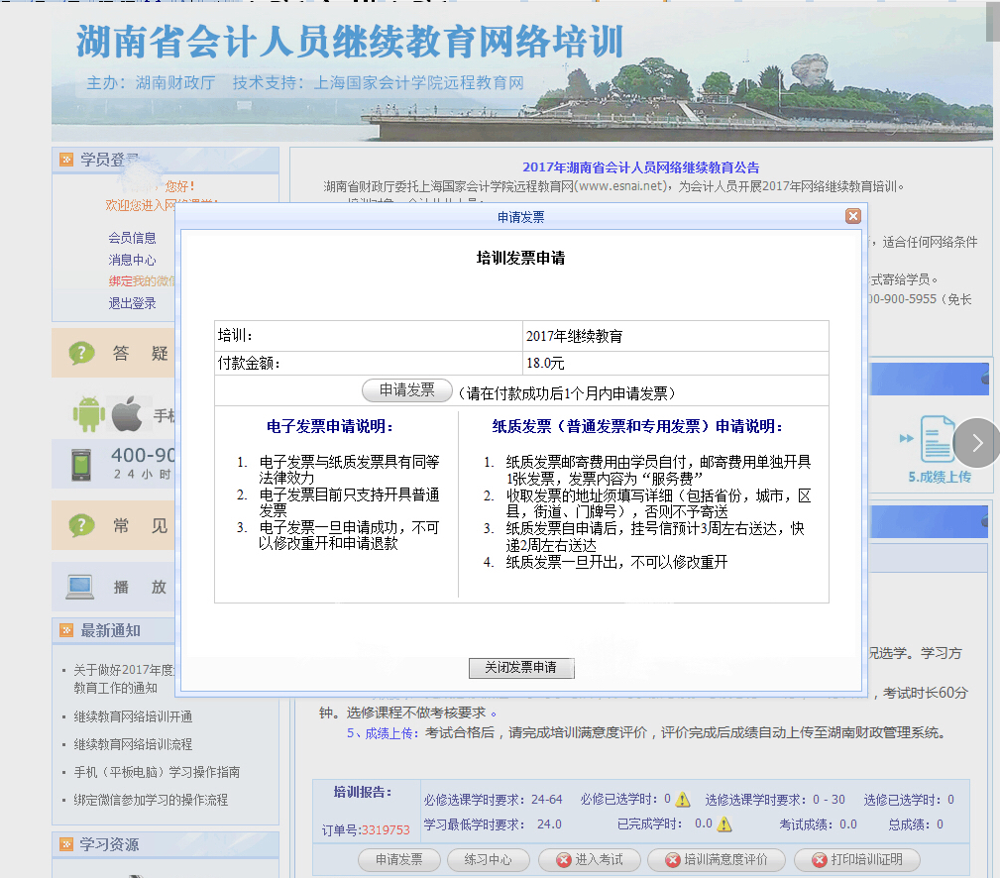 湖南省会计人员继续教育网络培训
主办：湖南财政厅 技术支持：上海国家会计学院远程教育网
学员登录
您好！
欢迎您进入网络课堂！
会员信息
消息中心
绑定我的微信
退出登录
答 疑
手机
400-90
24小时
常 见
播 放
最新通知
关于做好2017年度
教育工作的通知
继续教育网络培训开通
继续教育网络培训流程
手机（平板电脑）学习操作指南
绑定微信参加学习的操作流程
学习资源
2017年湖南省会计人员网络继续教育公告
湖南省财政厅委托上海国家会计学院远程教育网(www.esnai.net)，为会计人员开展2017年网络继续教育培训。
，适合任何网络条件
式寄给学员。
00-900-5955（免长
申请发票
培训发票申请
培训： 2017年继续教育
付款金额： 18.0元
申请发票 （请在付款成功后1个月内申请发票）
电子发票申请说明：
1. 电子发票与纸质发票具有同等
法律效力
2. 电子发票目前只支持开具普通
发票
3. 电子发票一旦申请成功，不可
以修改重开和申请退款
纸质发票（普通发票和专用发票）申请说明：
1. 纸质发票邮寄费用由学员自付，邮寄费用单独开具
1张发票，发票内容为“服务费”
2. 收取发票的地址须填写详细（包括省份，城市，区
县，街道、门牌号），否则不予寄送
3. 纸质发票自申请后，挂号信预计3周左右送达，快
递2周左右送达
4. 纸质发票一旦开出，不可以修改重开
关闭发票申请
5.成绩上传
况选学。学习方
，考试时长60分
钟。选修课程不做考核要求。
5、成绩上传：考试合格后，请完成培训满意度评价，评价完成后成绩自动上传至湖南财政管理系统。
培训报告：
订单号:3319753
必修选课学时要求：24-64 必修已选学时：0 选修选课学时要求：0 - 30 选修已选学时：0
学习最低学时要求： 24.0 已完成学时： 0.0 考试成绩：0.0 总成绩：0
申请发票 练习中心 进入考试 培训满意度评价 打印培训证明